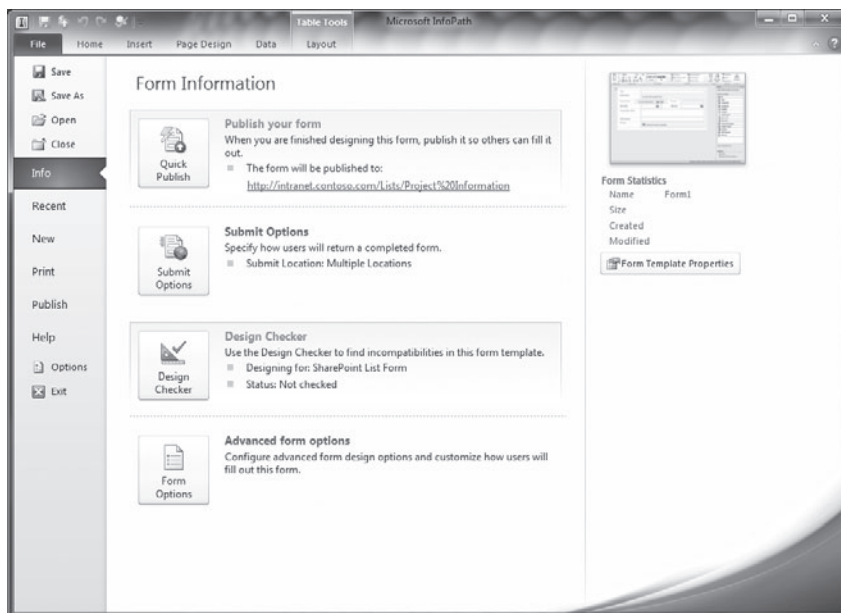 Table Tools
Microsoft InfoPath
File
Home
Insert
Page Design
Data
Layout
Save
Save As
Open
Close
Info
Recent
New
Print
Publish
Help
Options
Exit
Form Information
Quick
Publish
Publish your form
When you are finished designing this form, publish it so others can fill it
out.
The form will be published to:
http://intranet.contoso.com/Lists/Project%20Information
Submit
Options
Submit Options
Specify how users will return a completed form.
Submit Location: Multiple Locations
Design
Checker
Design Checker
Use the Design Checker to find incompatibilities in this form template.
Designing for: SharePoint List Form
Status: Not checked
Form
Options
Advanced form options
Configure advanced form design options and customize how users will
fill out this form.
Form Statistics
Name Form1
Size
Created
Modified
Form Template Properties